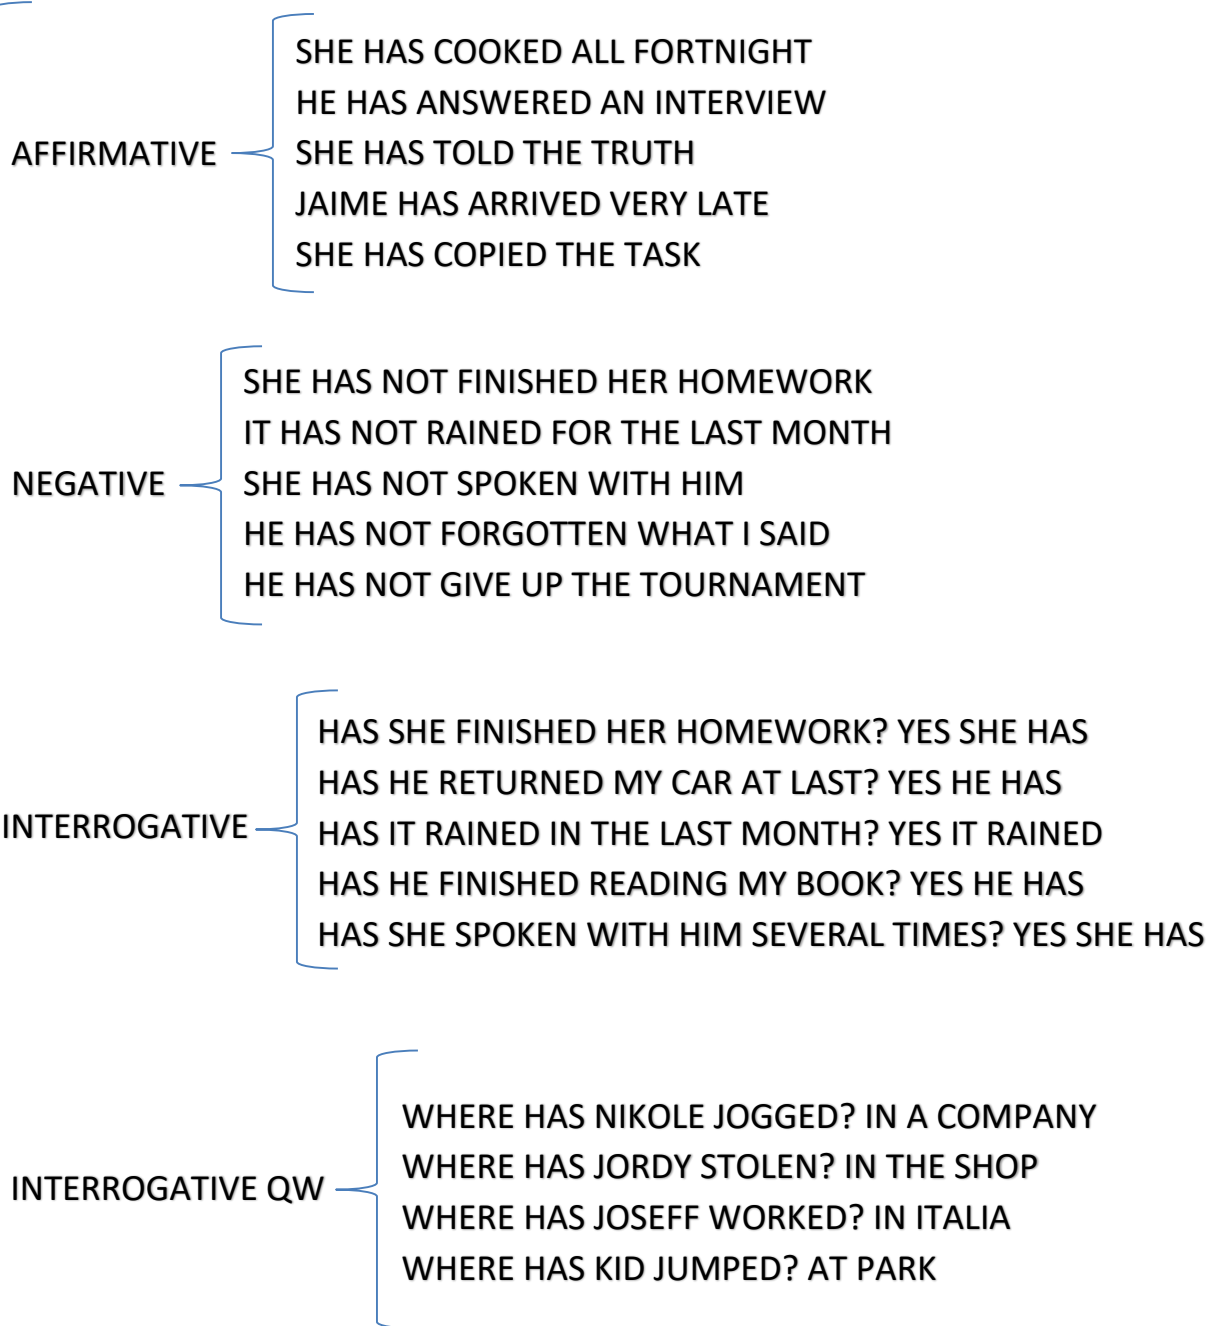 AFFIRMATIVE
SHE HAS COOKED ALL FORTNIGHT
HE HAS ANSWERED AN INTERVIEW
SHE HAS TOLD THE TRUTH
JAIME HAS ARRIVED VERY LATE
SHE HAS COPIED THE TASK
NEGATIVE
SHE HAS NOT FINISHED HER HOMEWORK
IT HAS NOT RAINED FOR THE LAST MONTH
SHE HAS NOT SPOKEN WITH HIM
HE HAS NOT FORGOTTEN WHAT I SAID
HE HAS NOT GIVE UP THE TOURNAMENT
INTERROGATIVE
HAS SHE FINISHED HER HOMEWORK? YES SHE HAS
HAS HE RETURNED MY CAR AT LAST? YES HE HAS
HAS IT RAINED IN THE LAST MONTH? YES IT RAINED
HAS HE FINISHED READING MY BOOK? YES HE HAS
HAS SHE SPOKEN WITH HIM SEVERAL TIMES? YES SHE HAS
INTERROGATIVE QW
WHERE HAS NIKOLE JOGGED? IN A COMPANY
WHERE HAS JORDY STOLEN? IN THE SHOP
WHERE HAS JOSEFF WORKED? IN ITALIA
WHERE HAS KID JUMPED? AT PARK